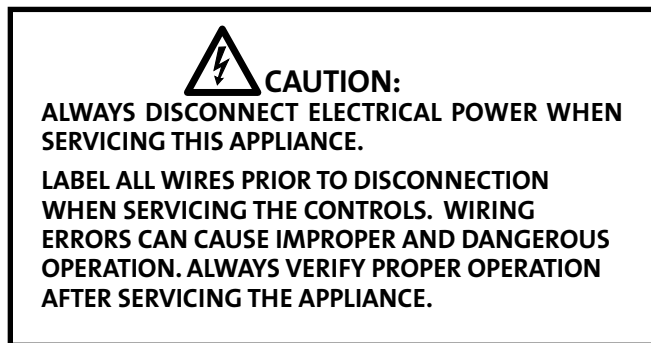 CAUTION:
ALWAYS DISCONNECT ELECTRICAL POWER WHEN
SERVICING THIS APPLIANCE.
LABEL ALL WIRES PRIOR TO DISCONNECTION
WHEN SERVICING THE CONTROLS. WIRING
ERRORS CAN CAUSE IMPROPER AND DANGEROUS
OPERATION. ALWAYS VERIFY PROPER OPERATION
AFTER SERVICING THE APPLIANCE.